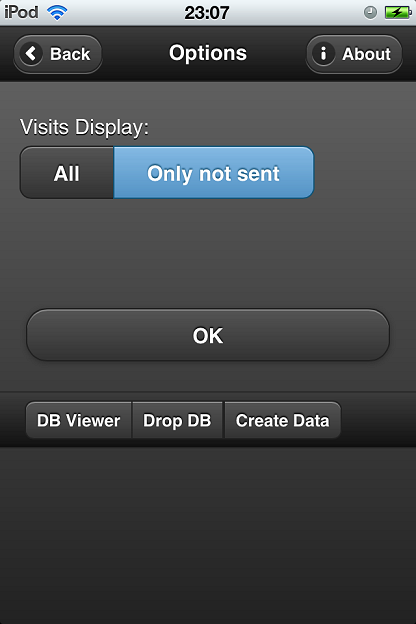 iPod 23:07
Back Options About
Visits Display:
All Only not sent
OK
DB Viewer Drop DB Create Data